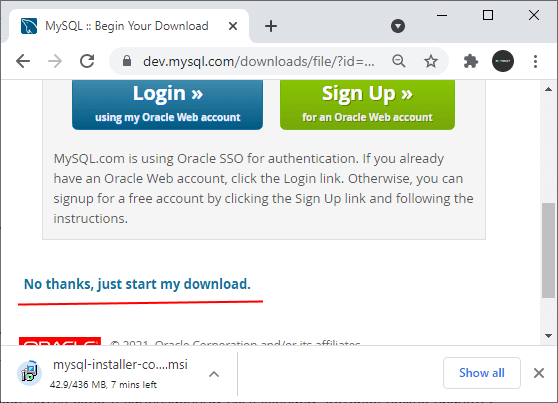 MySQL :: Begin Your Download
dev.mysql.com/downloads/file/?id=...
Login »
using my Oracle Web account
Sign Up »
for an Oracle Web account
MySQL.com is using Oracle SSO for authentication. If you already
have an Oracle Web account, click the Login link. Otherwise, you can
signup for a free account by clicking the Sign Up link and following the
instructions.
No thanks, just start my download.
ORACLE © 2021, Oracle Corporation and/or its affiliates
mysql-installer-co....msi
42.9/436 MB, 7 mins left
Show all